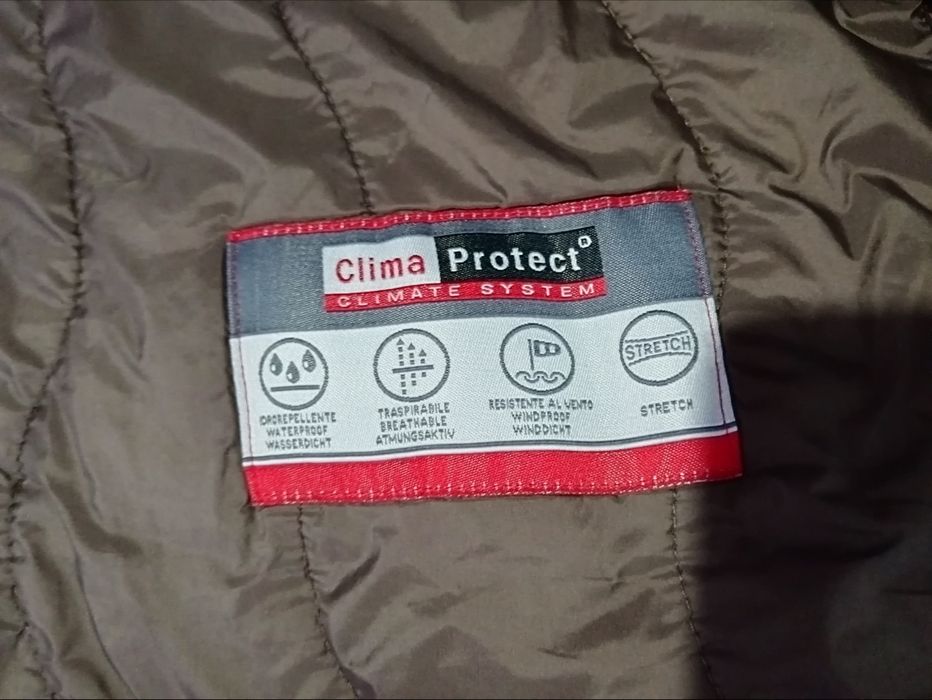 Clima Protect®
CLIMATE SYSTEM
STRETCH
IDROREPELLENTE
WATERPROOF
WASSERDICHT
TRASPIRABILE
BREATHABLE
ATMUNGSAKTIV
RESISTENTE AL VENTO
WINDPROOF
WINDDICHT
STRETCH